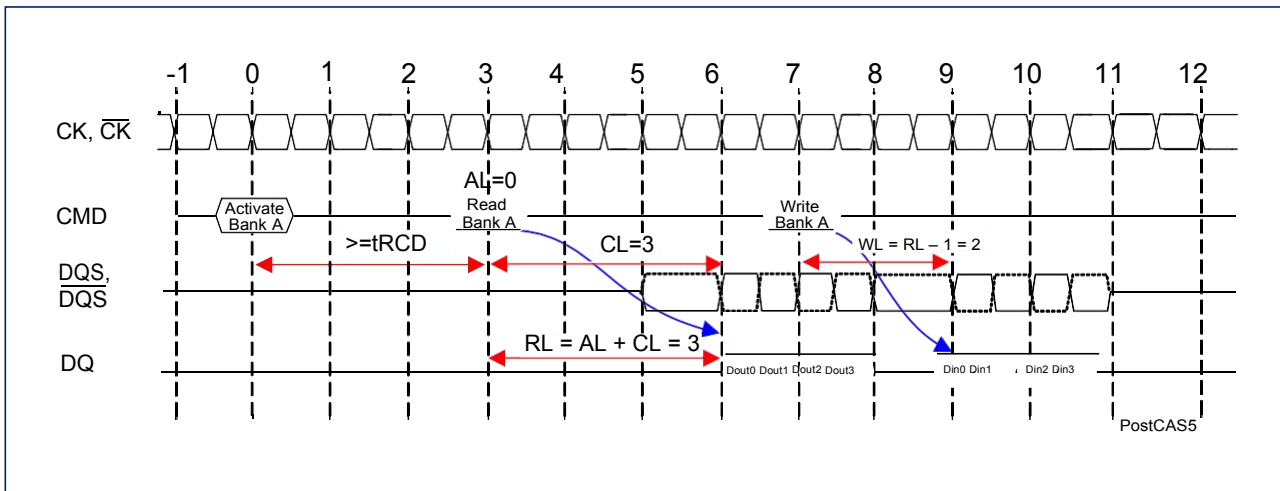 -1 0 1 2 3 4 5 6 7 8 9 10 11 12
CK, C̅K̅
AL=0
CMD
Activate
Bank A
Read
Bank A
Write
Bank A
>=tRCD
CL=3
WL = RL – 1 = 2
DQS,
D̅Q̅S̅
RL = AL + CL = 3
DQ
Dout0 Dout1 Dout2 Dout3
Din0 Din1 Din2 Din3
PostCAS5